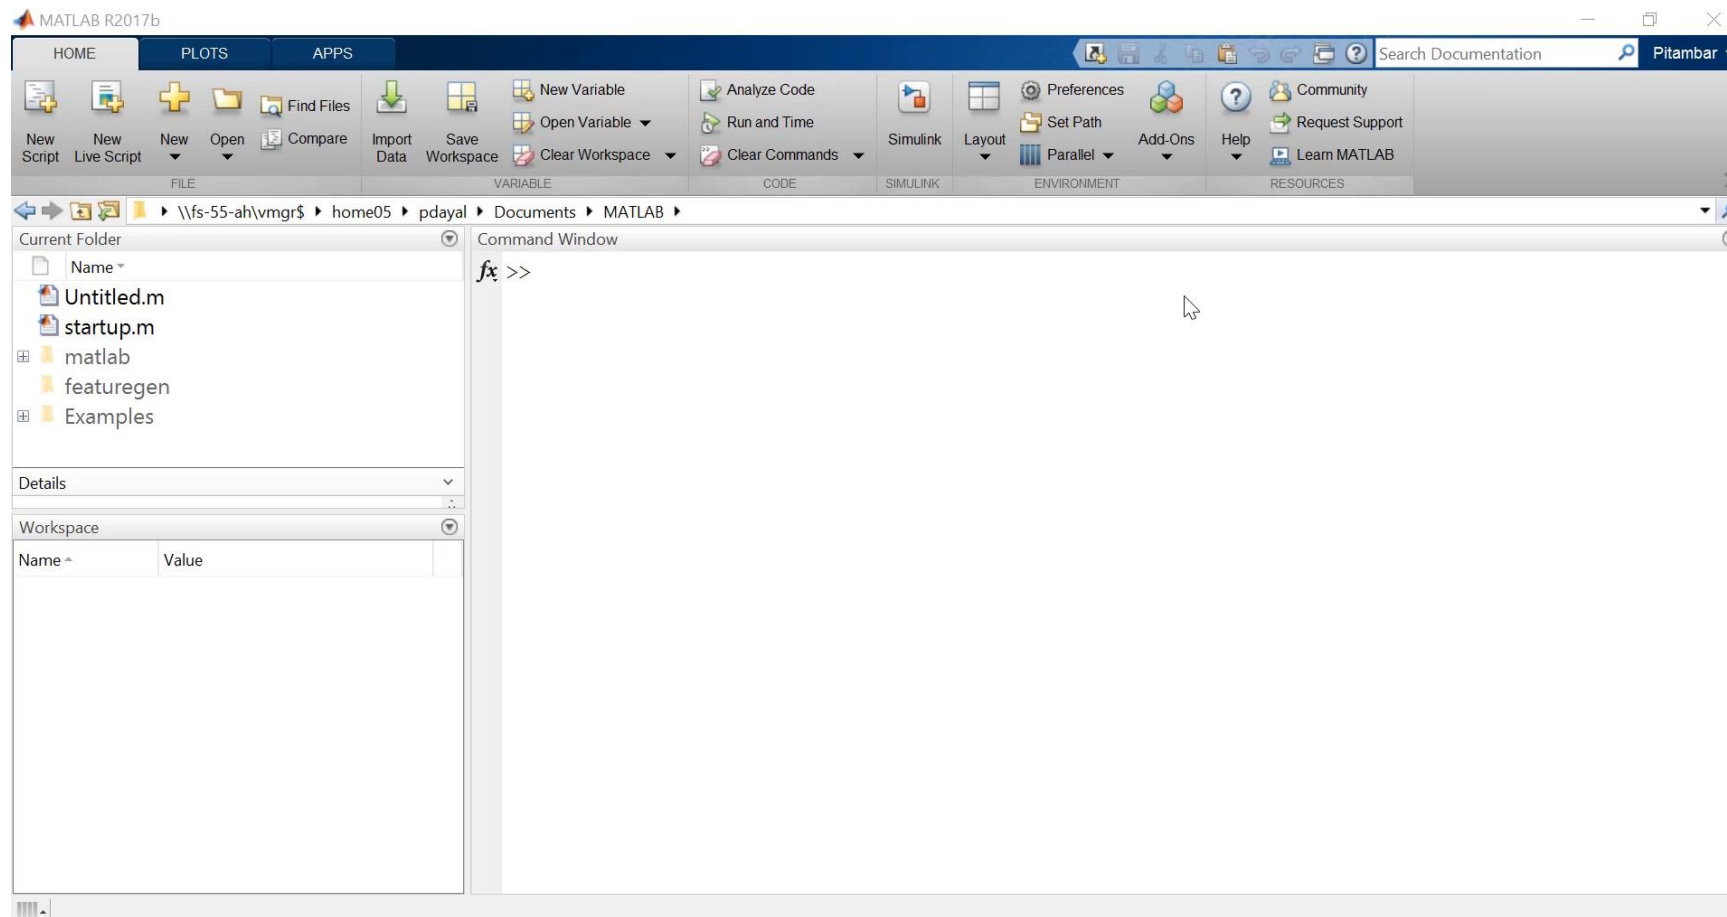 MATLAB R2017b
HOME PLOTS APPS Search Documentation Pitambar
New Script
New Live Script
New
Open
Find Files
Compare
Import Data
Save Workspace
New Variable
Open Variable
Clear Workspace
Analyze Code
Run and Time
Clear Commands
Simulink
Layout
Preferences
Set Path
Parallel
Add-Ons
Help
Community
Request Support
Learn MATLAB
FILE VARIABLE CODE SIMULINK ENVIRONMENT RESOURCES
\\fs-55-ah\vmgr$ home05 pdayal Documents MATLAB
Current Folder
Name
Untitled.m
startup.m
matlab
featuregen
Examples
Details
Workspace
Name Value
Command Window
fx >>